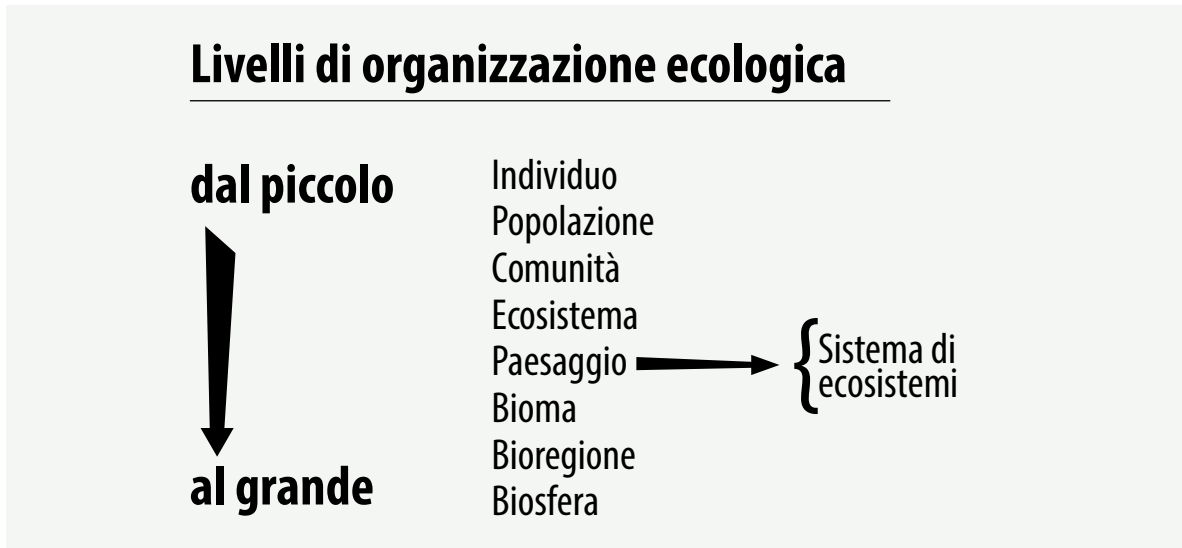 Livelli di organizzazione ecologica
dal piccolo
Individuo
Popolazione
Comunità
Ecosistema
Paesaggio
Sistema di
ecosistemi
Bioma
Bioregione
Biosfera
al grande